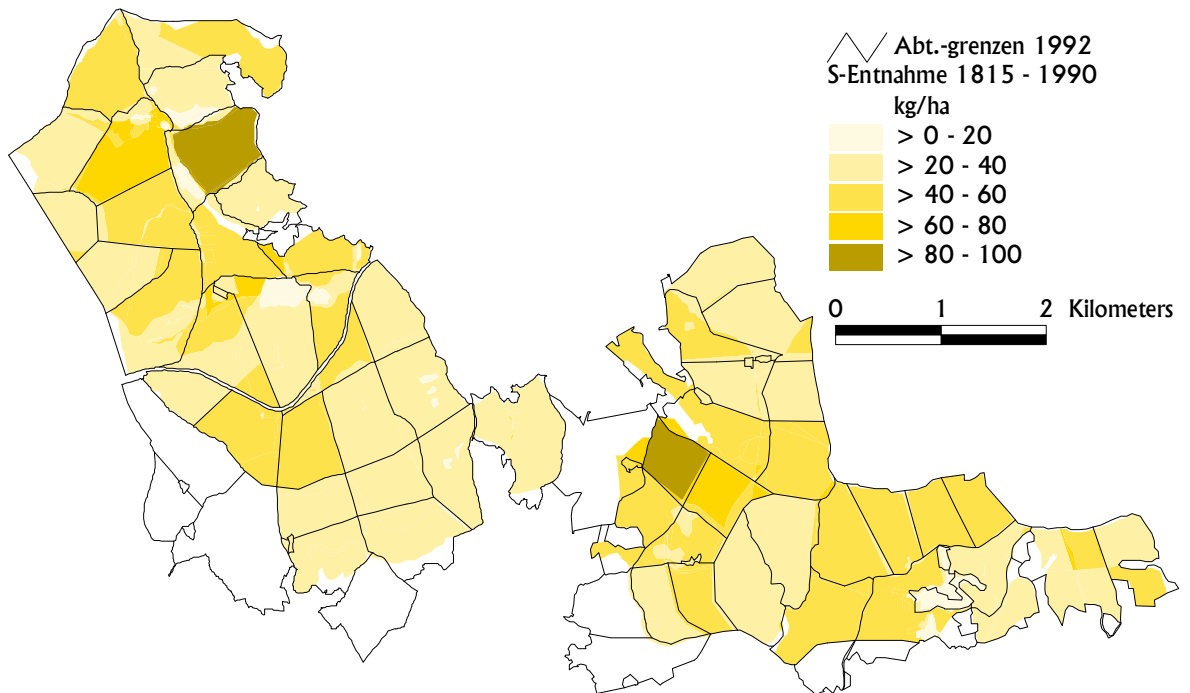 Abt.-grenzen 1992
S-Entnahme 1815 - 1990
kg/ha
> 0 - 20
> 20 - 40
> 40 - 60
> 60 - 80
> 80 - 100
0 1 2 Kilometers